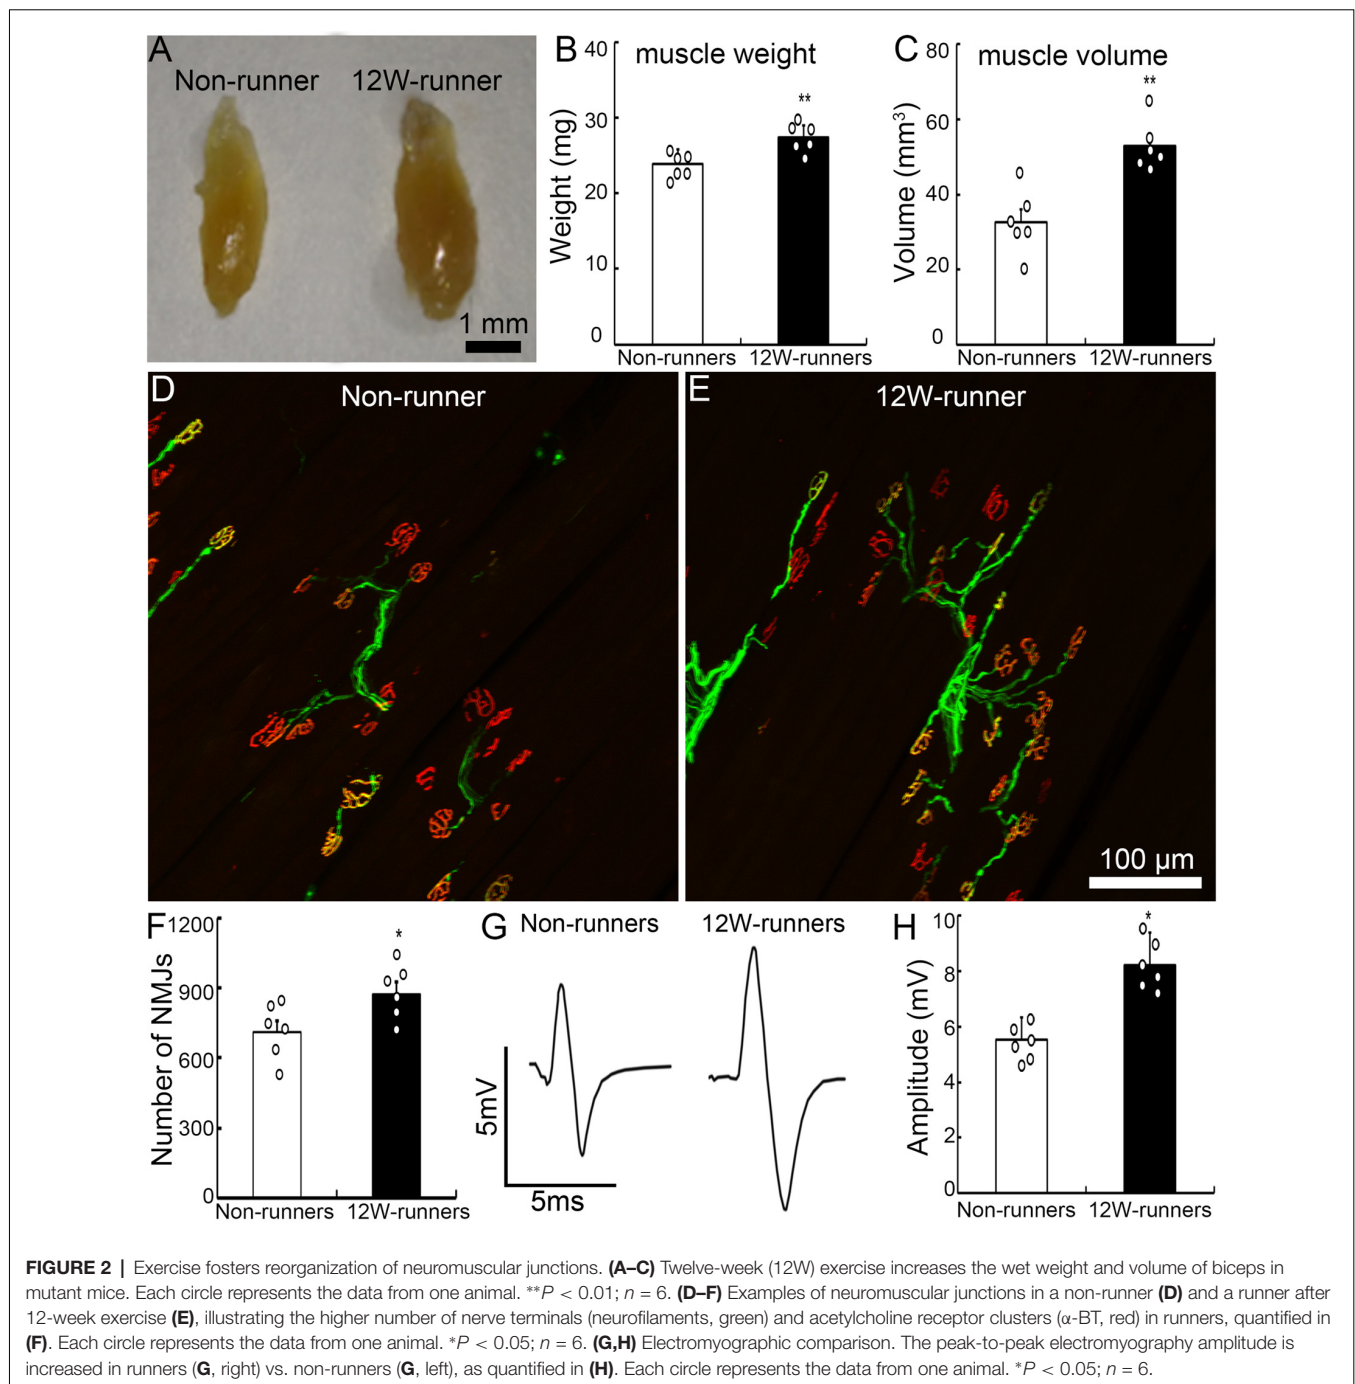 A
Non-runner
12W-runner
1 mm
B
muscle weight
Weight (mg)
40
30
20
10
0
**
Non-runners
12W-runners
C
muscle volume
Volume (mm³)
80
60
40
20
0
**
Non-runners
12W-runners
D
Non-runner
E
12W-runner
100 μm
F
Number of NMJs
1200
900
600
300
0
*
Non-runners
12W-runners
G
Non-runners
12W-runners
5mV
5ms
H
Amplitude (mV)
10
8
6
4
2
0
*
Non-runners
12W-runners
FIGURE 2 | Exercise fosters reorganization of neuromuscular junctions. (A–C) Twelve-week (12W) exercise increases the wet weight and volume of biceps in
mutant mice. Each circle represents the data from one animal. **P < 0.01; n = 6. (D–F) Examples of neuromuscular junctions in a non-runner (D) and a runner after
12-week exercise (E), illustrating the higher number of nerve terminals (neurofilaments, green) and acetylcholine receptor clusters (α-BT, red) in runners, quantified in
(F). Each circle represents the data from one animal. *P < 0.05; n = 6. (G,H) Electromyographic comparison. The peak-to-peak electromyography amplitude is
increased in runners (G, right) vs. non-runners (G, left), as quantified in (H). Each circle represents the data from one animal. *P < 0.05; n = 6.